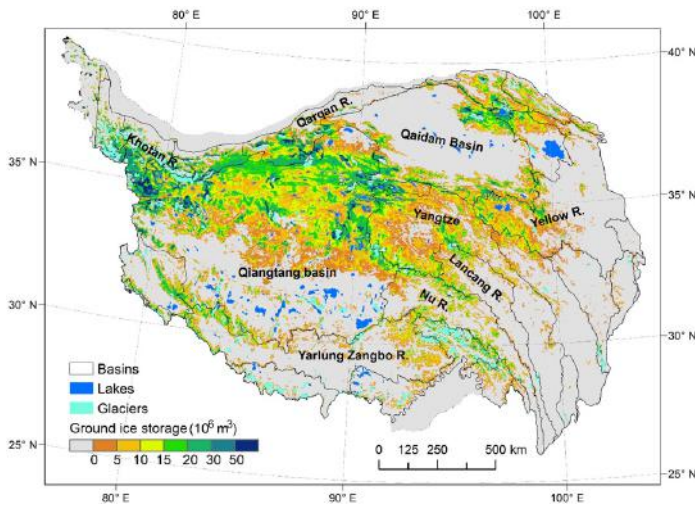 80° E 90° E 100° E
40° N
35° N
35° N
30° N
30° N
25° N
25° N
Qarqan R.
Khotan R.
Qaidam Basin
Yangtze
Yellow R.
Qiangtang basin
Lancang R.
Nu R.
Yarlung Zangbo R.
Basins
Lakes
Glaciers
Ground ice storage (10⁶ m³)
0 5 10 15 20 30 50
0 125 250 500 km
80° E 90° E 100° E